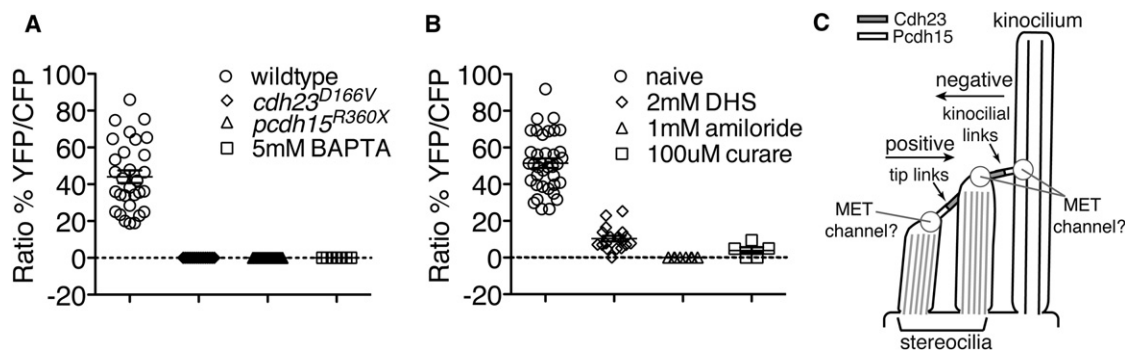 A
Ratio % YFP/CFP
100
80
60
40
20
0
-20
wildtype
cdh23D166V
pcdh15R360X
5mM BAPTA
B
Ratio % YFP/CFP
100
80
60
40
20
0
-20
naive
2mM DHS
1mM amiloride
100uM curare
C
Cdh23
Pcdh15
kinocilium
negative
kinocilial
links
positive
tip links
MET
channel?
MET
channel?
stereocilia